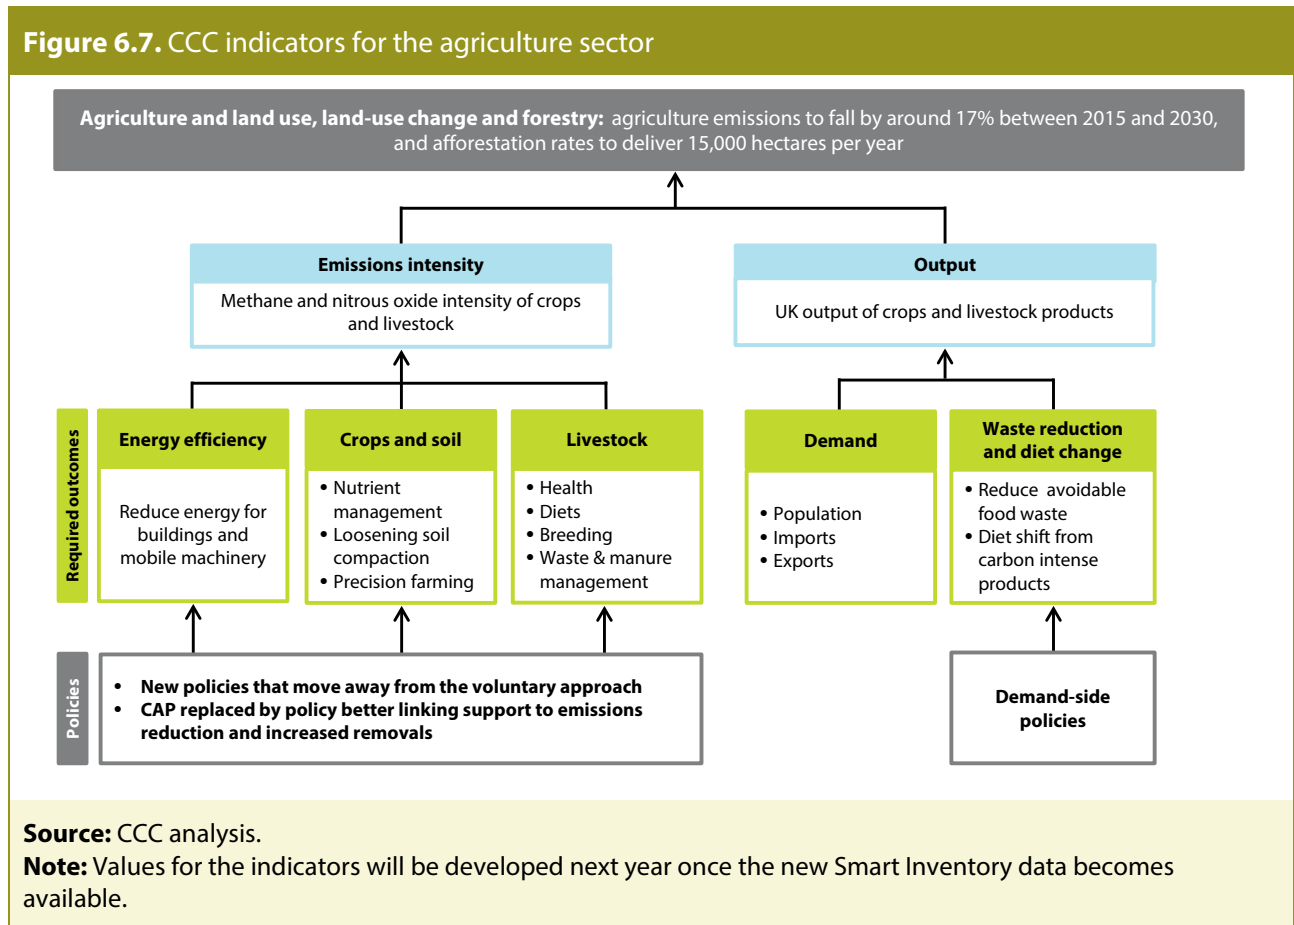 Figure 6.7. CCC indicators for the agriculture sector
Agriculture and land use, land-use change and forestry: agriculture emissions to fall by around 17% between 2015 and 2030,
and afforestation rates to deliver 15,000 hectares per year
Emissions intensity
Methane and nitrous oxide intensity of crops
and livestock
Output
UK output of crops and livestock products
Required outcomes
Energy efficiency
Reduce energy for
buildings and
mobile machinery
Crops and soil
• Nutrient
management
• Loosening soil
compaction
• Precision farming
Livestock
• Health
• Diets
• Breeding
• Waste & manure
management
Demand
• Population
• Imports
• Exports
Waste reduction
and diet change
• Reduce avoidable
food waste
• Diet shift from
carbon intense
products
Policies
• New policies that move away from the voluntary approach
• CAP replaced by policy better linking support to emissions
reduction and increased removals
Demand-side
policies
Source: CCC analysis.
Note: Values for the indicators will be developed next year once the new Smart Inventory data becomes
available.